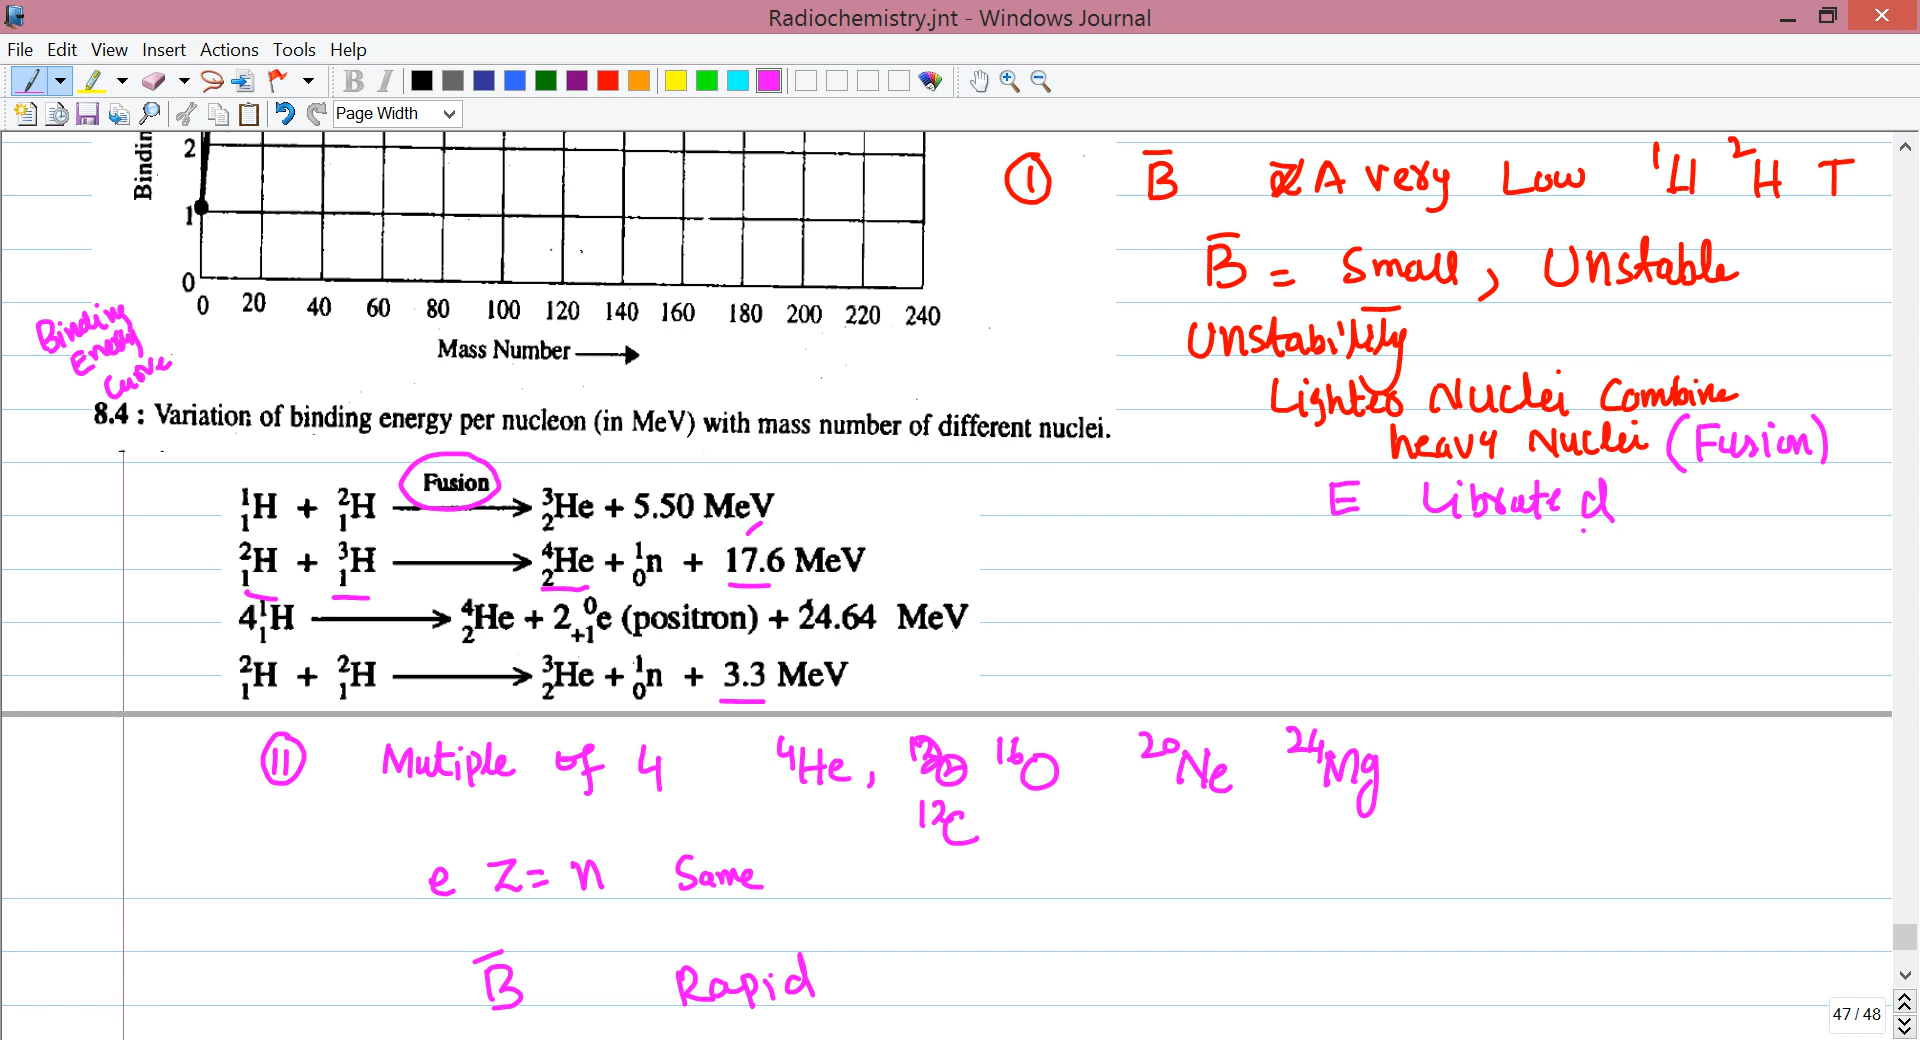 Radiochemistry.jnt - Windows Journal
File Edit View Insert Actions Tools Help
B I
Page Width
Bindin
2
1
0
0 20 40 60 80 100 120 140 160 180 200 220 240
Mass Number
Binding
Energy
Curve
8.4 : Variation of binding energy per nucleon (in MeV) with mass number of different nuclei.
Fusion
¹₁H + ²₁H ⟶ ³₂He + 5.50 MeV
²₁H + ³₁H ⟶ ⁴₂He + ¹₀n + 17.6 MeV
4¹₁H ⟶ ⁴₂He + 2 ⁰₊₁e (positron) + 24.64 MeV
²₁H + ²₁H ⟶ ³₂He + ¹₀n + 3.3 MeV
Ⓘ B̅ A very Low ¹H ²H T
B̅ = Small, Unstable
Unstability
Lighter Nuclei Combine
heavy Nuclei (Fusion)
E Librated
II Mutiple of 4 ⁴He, ¹⁶O ²⁰Ne ²⁴Mg
¹²C
e Z = n Same
B̅ Rapid
47 / 48